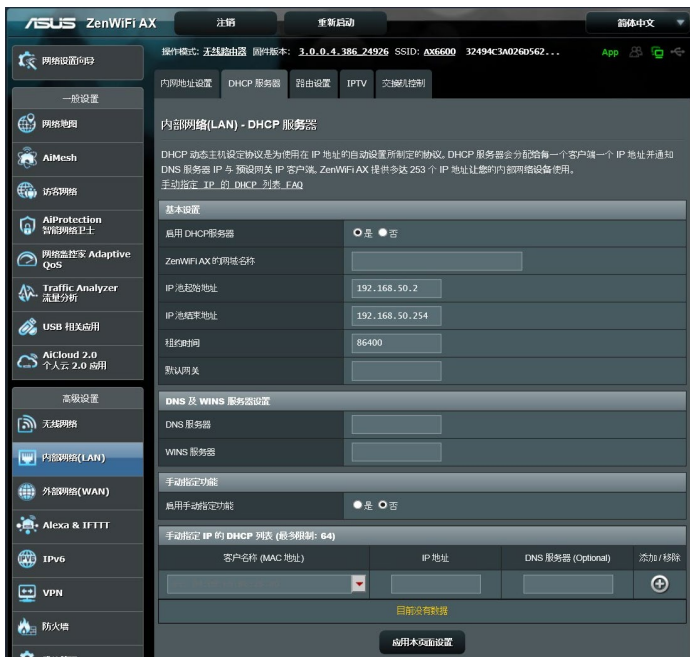 ASUS ZenWiFi AX 注销 重新启动 简体中文
操作模式: 无线路由器 固件版本: 3.0.0.4.386_24926 SSID: AX6600 32494C3A026D562... App
网络设置向导
一般设置
网络地图
AiMesh
访客网络
AiProtection
智能网络卫士
网络监控家 Adaptive
QoS
Traffic Analyzer
流量分析
USB 相关应用
AiCloud 2.0
个人云 2.0 应用
高级设置
无线网络
内部网络(LAN)
外部网络(WAN)
Alexa & IFTTT
IPv6
VPN
防火墙
内网地址设置 DHCP 服务器 路由设置 IPTV 交换机控制
内部网络(LAN) - DHCP 服务器
DHCP 动态主机设定协议是为使用在 IP 地址的自动设置所制定的协议。DHCP 服务器会分配给每一个客户端一个 IP 地址并通知
DNS 服务器 IP 与 预设网关 IP 客户端. ZenWiFi AX 提供多达 253 个 IP 地址让您的内部网络设备使用。
手动指定 IP 的 DHCP 列表 FAQ
基本设置
启用 DHCP服务器 是 否
ZenWiFi AX 的网域名称
IP 池起始地址 192.168.50.2
IP 池结束地址 192.168.50.254
租约时间 86400
默认网关
DNS 及 WINS 服务器设置
DNS 服务器
WINS 服务器
手动指定功能
启用手动指定功能 是 否
手动指定 IP 的 DHCP 列表 (最多限制: 64)
客户名称 (MAC 地址) IP 地址 DNS 服务器 (Optional) 添加 / 移除
目前没有数据
应用本页面设置